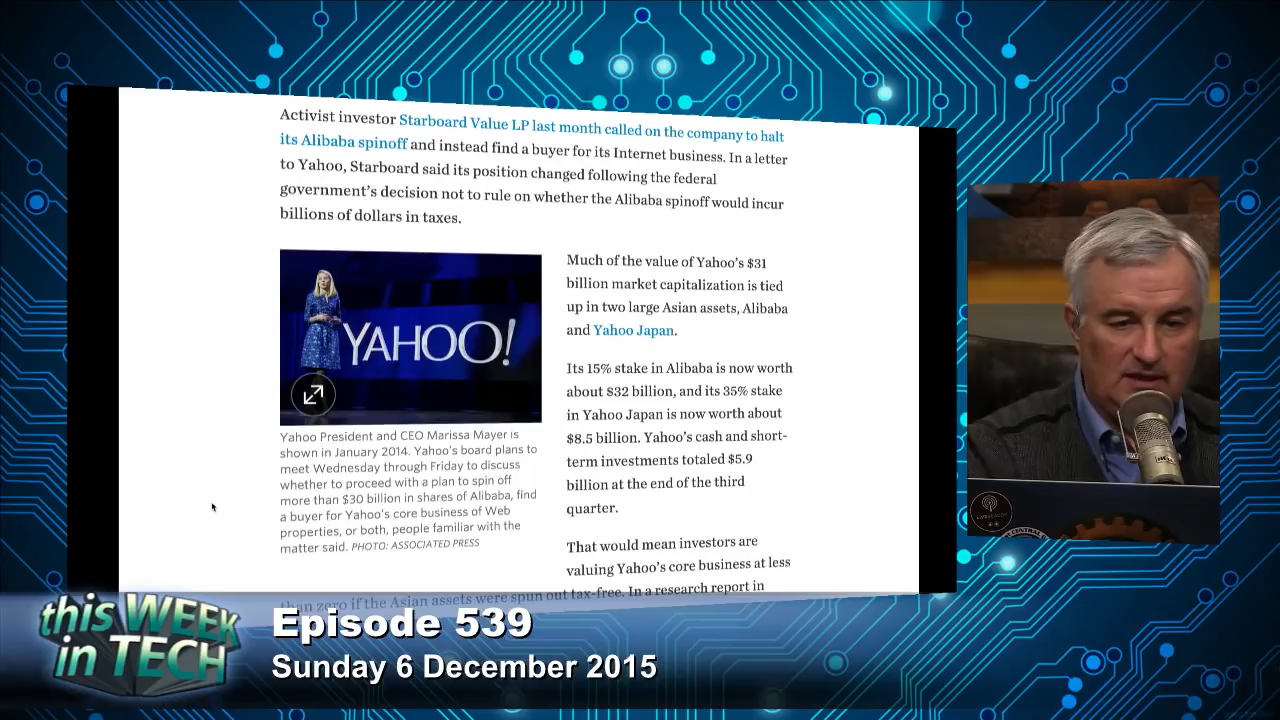 Activist investor Starboard Value LP last month called on the company to halt
its Alibaba spinoff and instead find a buyer for its Internet business. In a letter
to Yahoo, Starboard said its position changed following the federal
government's decision not to rule on whether the Alibaba spinoff would incur
billions of dollars in taxes.
YAHOO!
Yahoo President and CEO Marissa Mayer is
shown in January 2014. Yahoo's board plans to
meet Wednesday through Friday to discuss
whether to proceed with a plan to spin off
more than $30 billion in shares of Alibaba, find
a buyer for Yahoo's core business of Web
properties, or both, people familiar with the
matter said. PHOTO: ASSOCIATED PRESS
Much of the value of Yahoo's $31
billion market capitalization is tied
up in two large Asian assets, Alibaba
and Yahoo Japan.
Its 15% stake in Alibaba is now worth
about $32 billion, and its 35% stake
in Yahoo Japan is now worth about
$8.5 billion. Yahoo's cash and short-
term investments totaled $5.9
billion at the end of the third
quarter.
That would mean investors are
valuing Yahoo's core business at less
than zero if the Asian assets were spun out tax-free. In a research report in
this WEEK
in TECH
Episode 539
Sunday 6 December 2015